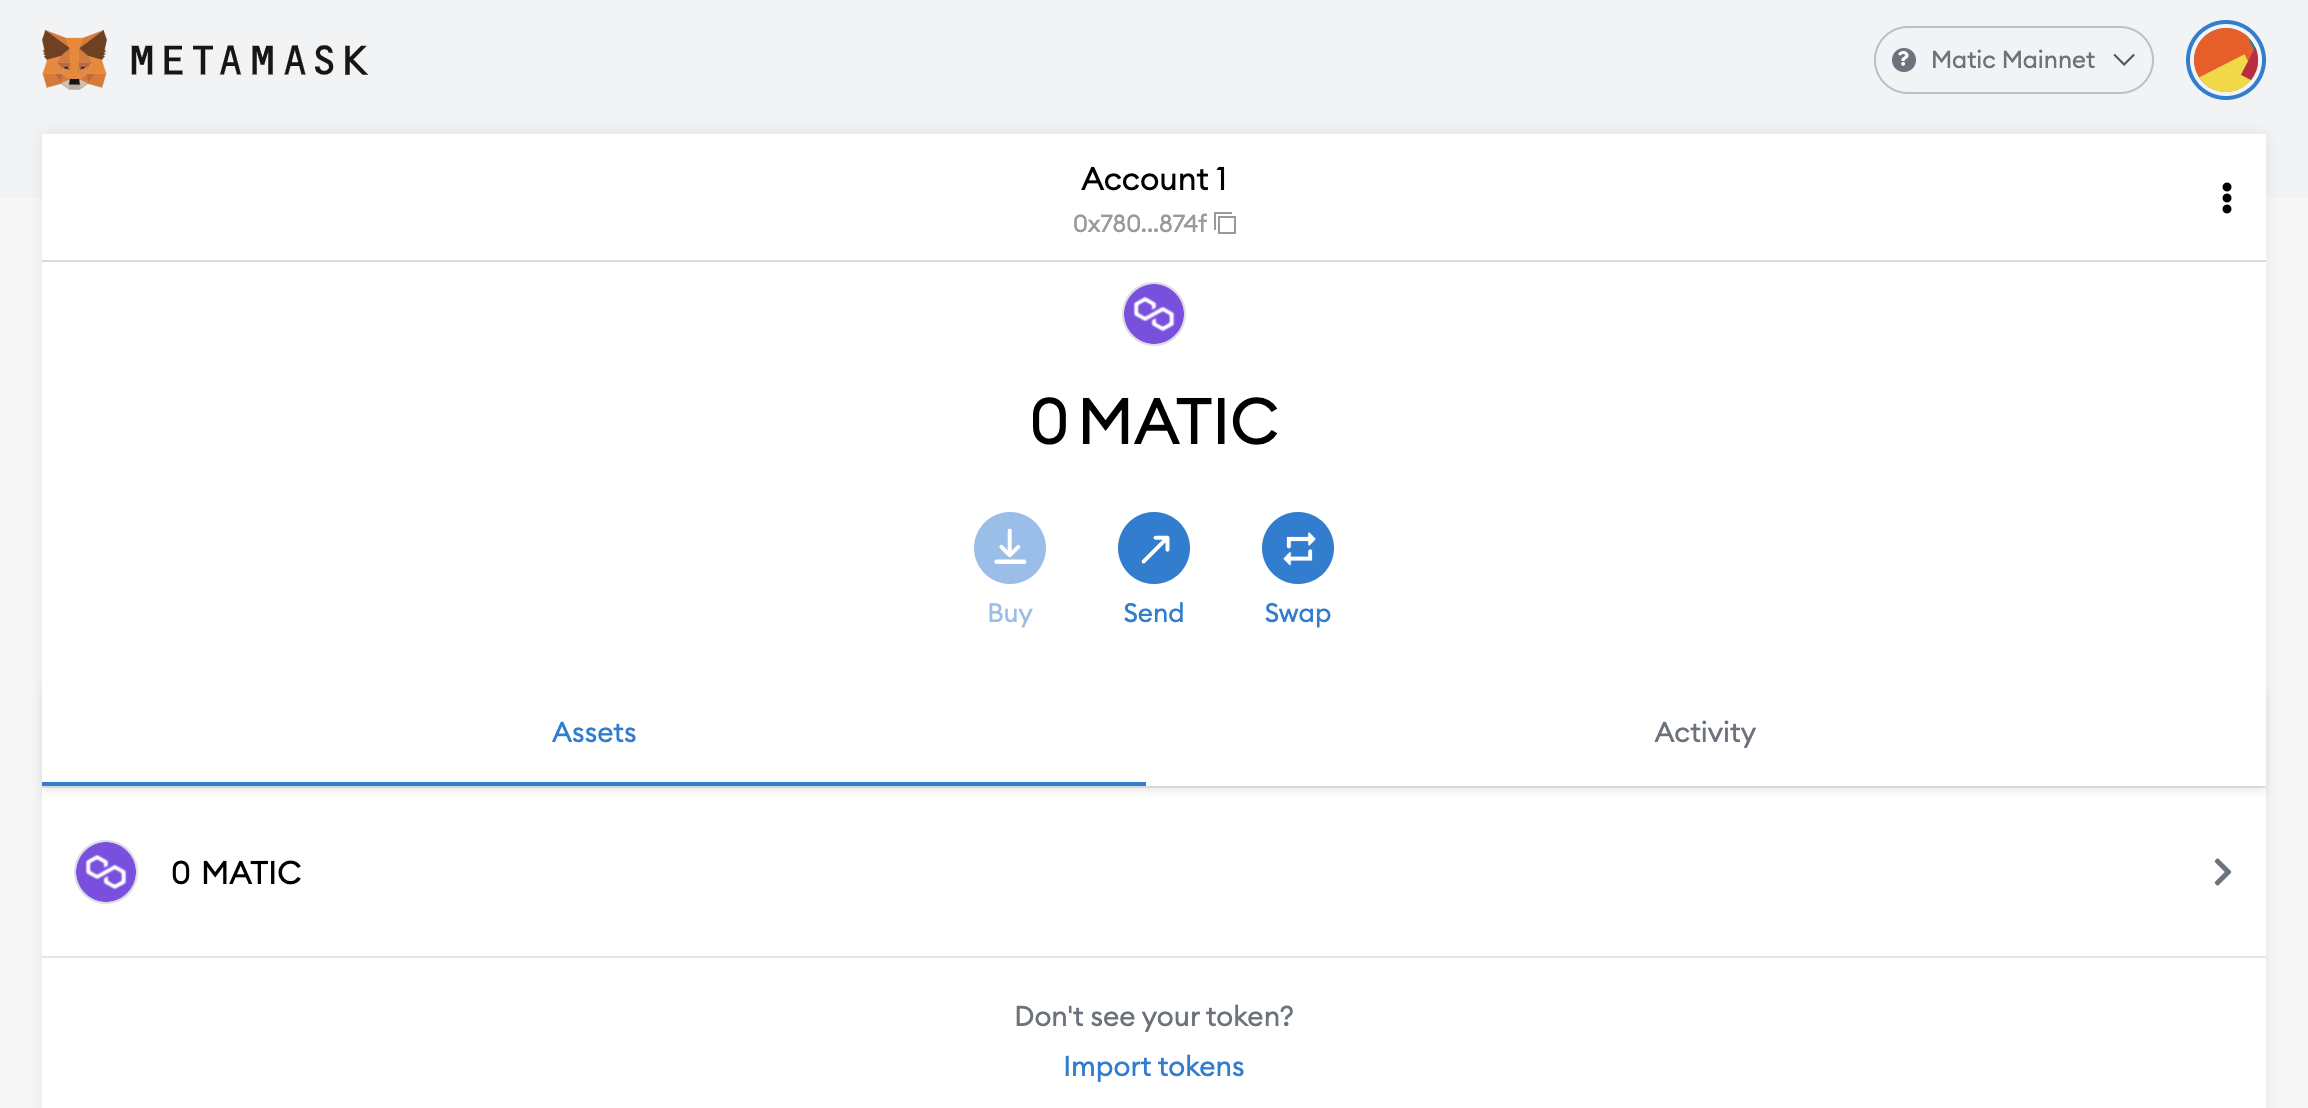 METAMASK
? Matic Mainnet
Account 1
0x780...874f
0 MATIC
Buy Send Swap
Assets Activity
0 MATIC
Don't see your token?
Import tokens